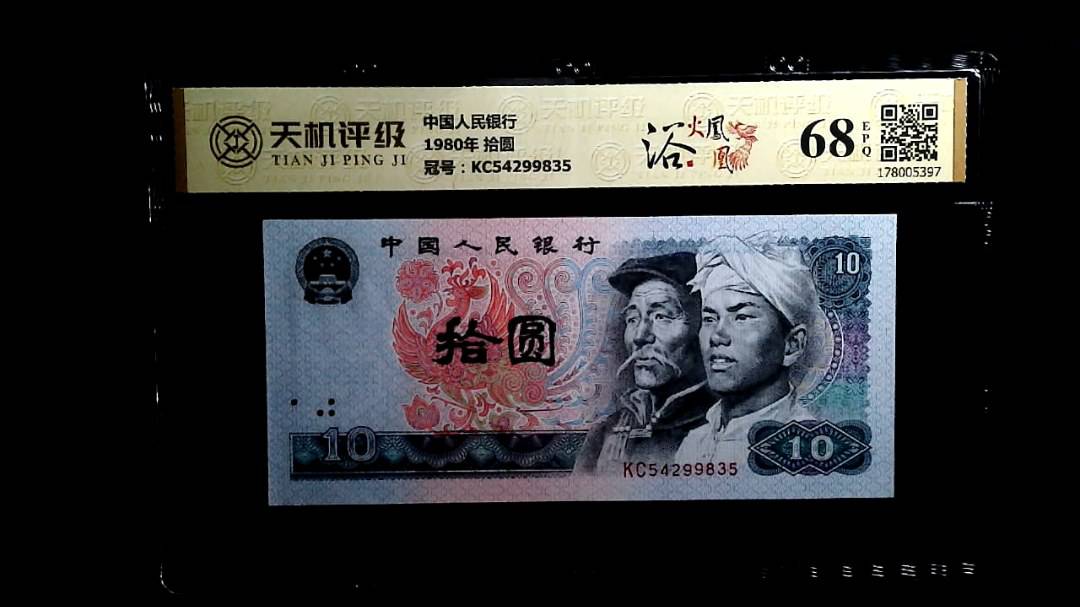 天机评级
TIAN JI PING JI
中国人民银行
1980年 拾圆
冠号：KC54299835
浴火凤凰
68
EPQ
178005397
中国人民银行
10
拾圆
10
10
KC54299835